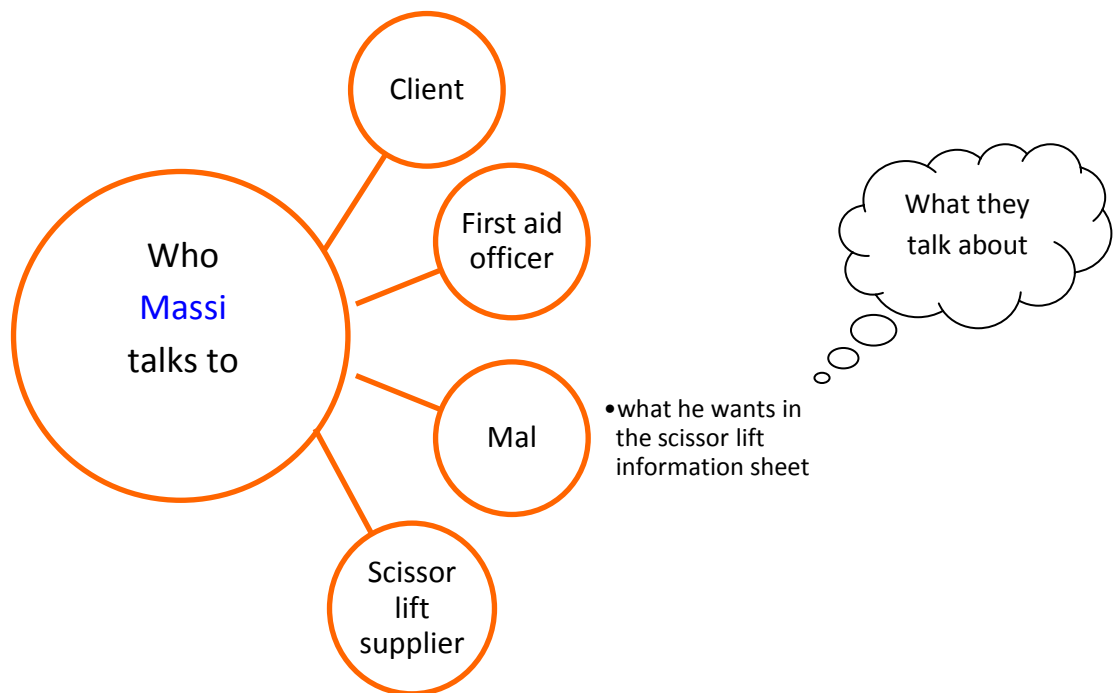 Client
First aid
officer
Who
Massi
talks to
What they
talk about
Mal
•what he wants in
the scissor lift
information sheet
Scissor
lift
supplier